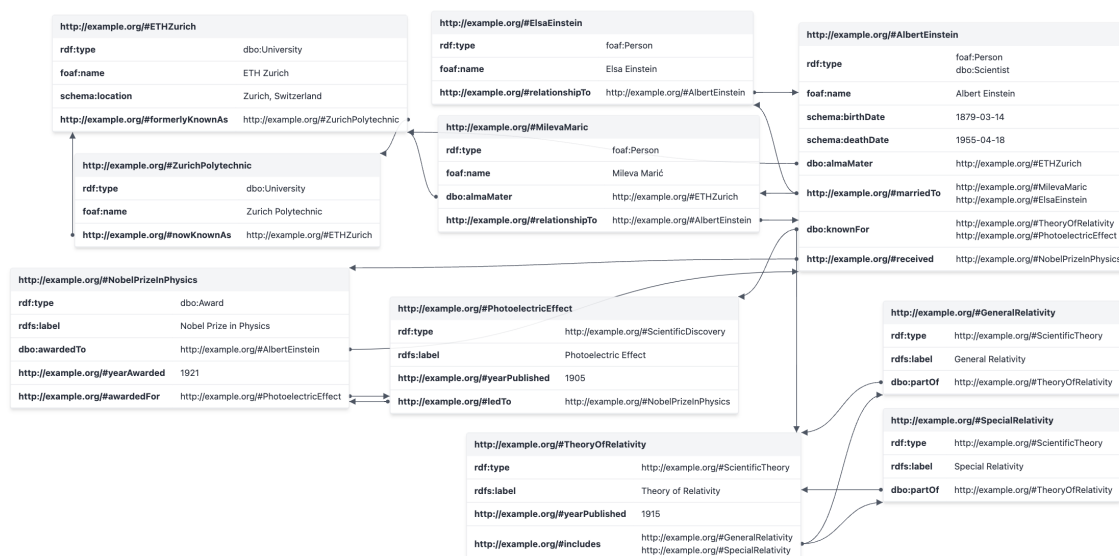 http://example.org/#ETHZurich
rdf:type dbo:University
foaf:name ETH Zurich
schema:location Zurich, Switzerland
http://example.org/#formerlyKnownAs http://example.org/#ZurichPolytechnic
http://example.org/#ZurichPolytechnic
rdf:type dbo:University
foaf:name Zurich Polytechnic
http://example.org/#nowKnownAs http://example.org/#ETHZurich
http://example.org/#ElsaEinstein
rdf:type foaf:Person
foaf:name Elsa Einstein
http://example.org/#relationshipTo http://example.org/#AlbertEinstein
http://example.org/#MilevaMaric
rdf:type foaf:Person
foaf:name Mileva Marić
dbo:almaMater http://example.org/#ETHZurich
http://example.org/#relationshipTo http://example.org/#AlbertEinstein
http://example.org/#AlbertEinstein
rdf:type foaf:Person
dbo:Scientist
foaf:name Albert Einstein
schema:birthDate 1879-03-14
schema:deathDate 1955-04-18
dbo:almaMater http://example.org/#ETHZurich
http://example.org/#marriedTo http://example.org/#MilevaMaric
http://example.org/#ElsaEinstein
dbo:knownFor http://example.org/#TheoryOfRelativity
http://example.org/#PhotoelectricEffect
http://example.org/#received http://example.org/#NobelPrizeInPhysics
http://example.org/#NobelPrizeInPhysics
rdf:type dbo:Award
rdfs:label Nobel Prize in Physics
dbo:awardedTo http://example.org/#AlbertEinstein
http://example.org/#yearAwarded 1921
http://example.org/#awardedFor http://example.org/#PhotoelectricEffect
http://example.org/#PhotoelectricEffect
rdf:type http://example.org/#ScientificDiscovery
rdfs:label Photoelectric Effect
http://example.org/#yearPublished 1905
http://example.org/#ledTo http://example.org/#NobelPrizeInPhysics
http://example.org/#GeneralRelativity
rdf:type http://example.org/#ScientificTheory
rdfs:label General Relativity
dbo:partOf http://example.org/#TheoryOfRelativity
http://example.org/#SpecialRelativity
rdf:type http://example.org/#ScientificTheory
rdfs:label Special Relativity
dbo:partOf http://example.org/#TheoryOfRelativity
http://example.org/#TheoryOfRelativity
rdf:type http://example.org/#ScientificTheory
rdfs:label Theory of Relativity
http://example.org/#yearPublished 1915
http://example.org/#includes http://example.org/#GeneralRelativity
http://example.org/#SpecialRelativity